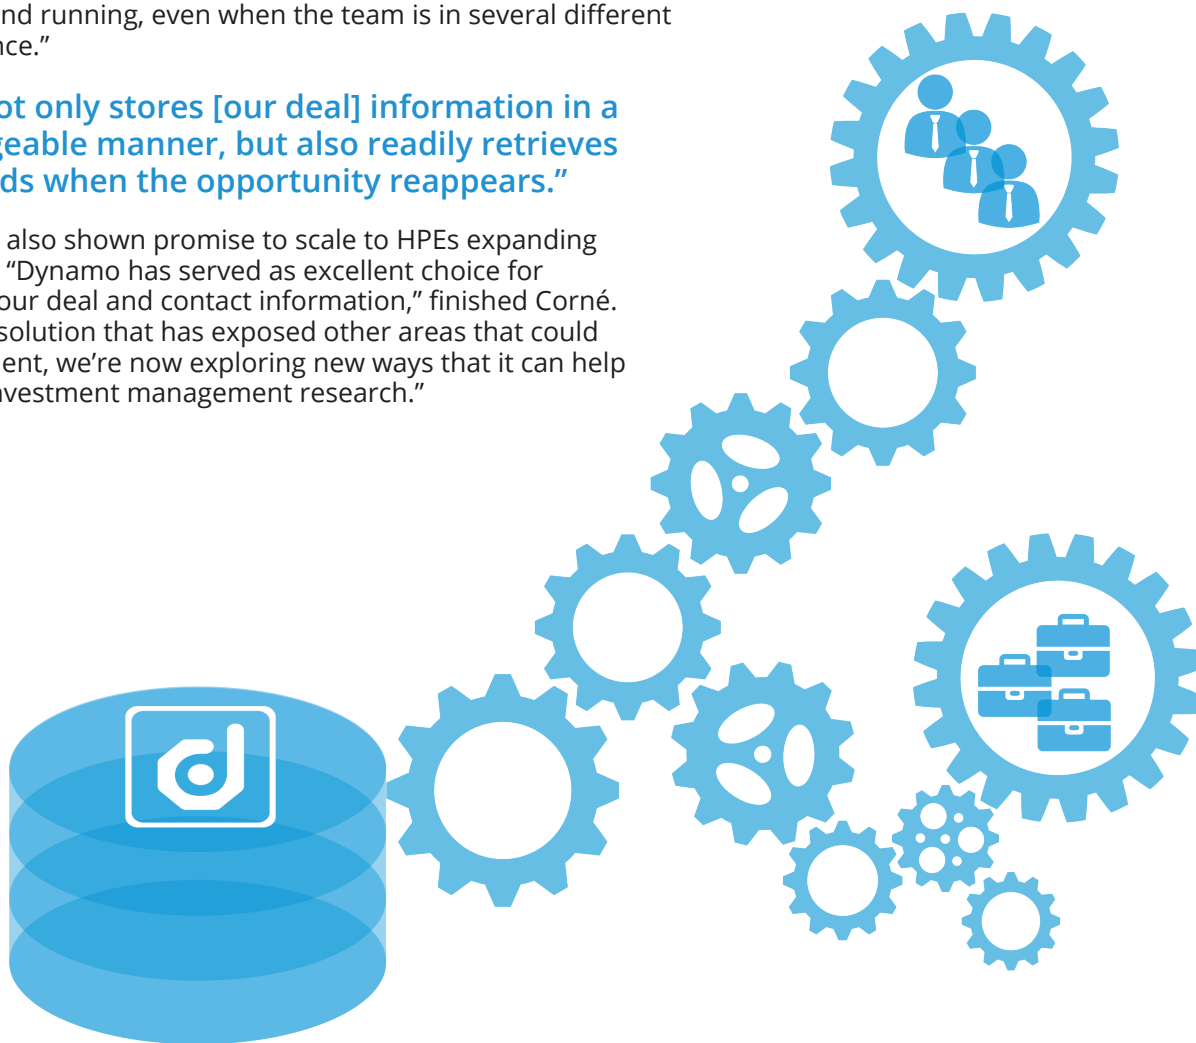 nd running, even when the team is in several different
nce.”
ot only stores [our deal] information in a
geable manner, but also readily retrieves
ds when the opportunity reappears.”
also shown promise to scale to HPEs expanding
“Dynamo has served as excellent choice for
our deal and contact information,” finished Corné.
solution that has exposed other areas that could
ent, we’re now exploring new ways that it can help
nvestment management research.”
d